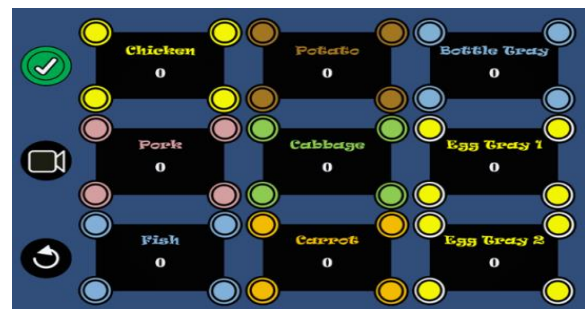 Chicken
0
Potato
0
Bottle Tray
0
Pork
0
Cabbage
0
Egg Tray 1
0
Fish
0
Carrot
0
Egg Tray 2
0